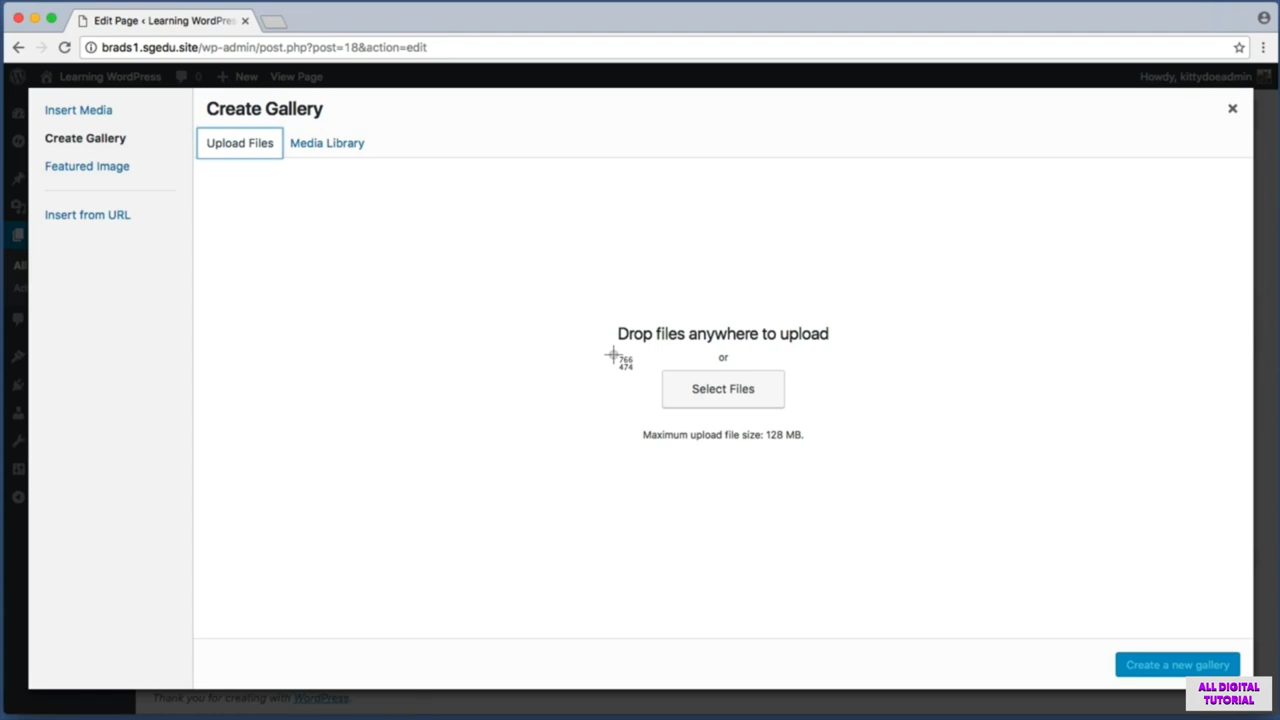 Edit Page ‹ Learning WordPres
brads1.sgedu.site/wp-admin/post.php?post=18&action=edit
Learning WordPress 0 New View Page Howdy, kittydoeadmin
Insert Media
Create Gallery
Featured Image
Insert from URL
Create Gallery
Upload Files Media Library
Drop files anywhere to upload
or
766
474
Select Files
Maximum upload file size: 128 MB.
Create a new gallery
All
Act
Thank you for creating with WordPress.
ALL DIGITAL
TUTORIAL